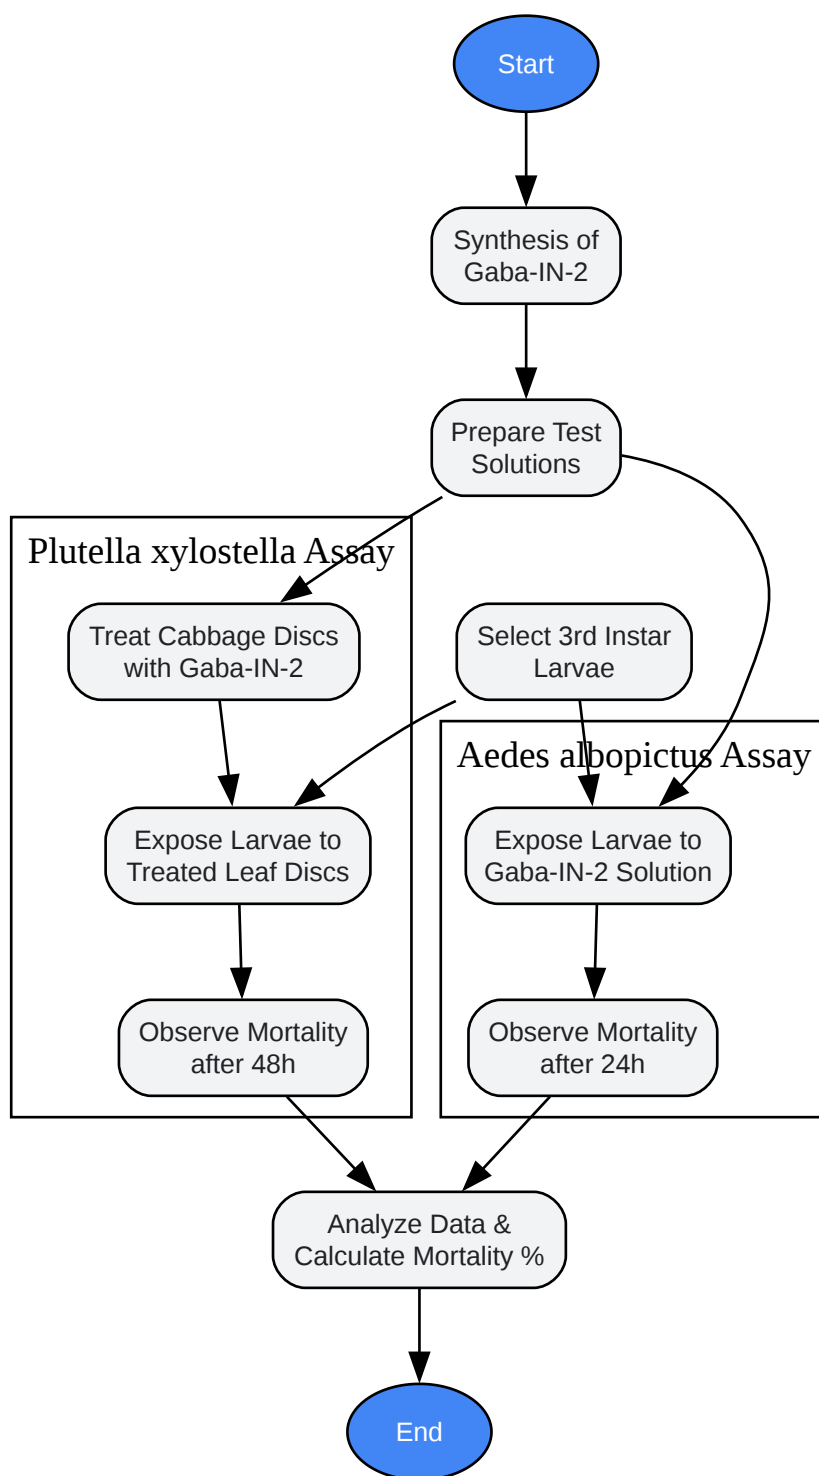 Start
Synthesis of
Gaba-IN-2
Prepare Test
Solutions
Plutella xylostella Assay
Treat Cabbage Discs
with Gaba-IN-2
Select 3rd Instar
Larvae
Aedes albopictus Assay
Expose Larvae to
Treated Leaf Discs
Expose Larvae to
Gaba-IN-2 Solution
Observe Mortality
after 48h
Observe Mortality
after 24h
Analyze Data &
Calculate Mortality %
End